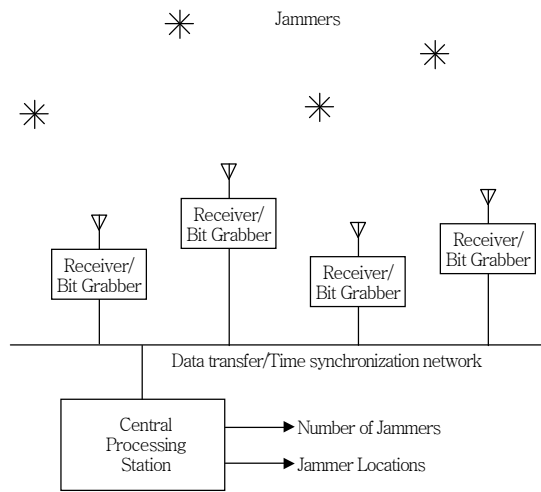 Jammers
Receiver/
Bit Grabber
Receiver/
Bit Grabber
Receiver/
Bit Grabber
Receiver/
Bit Grabber
Data transfer/Time synchronization network
Central
Processing
Station
Number of Jammers
Jammer Locations